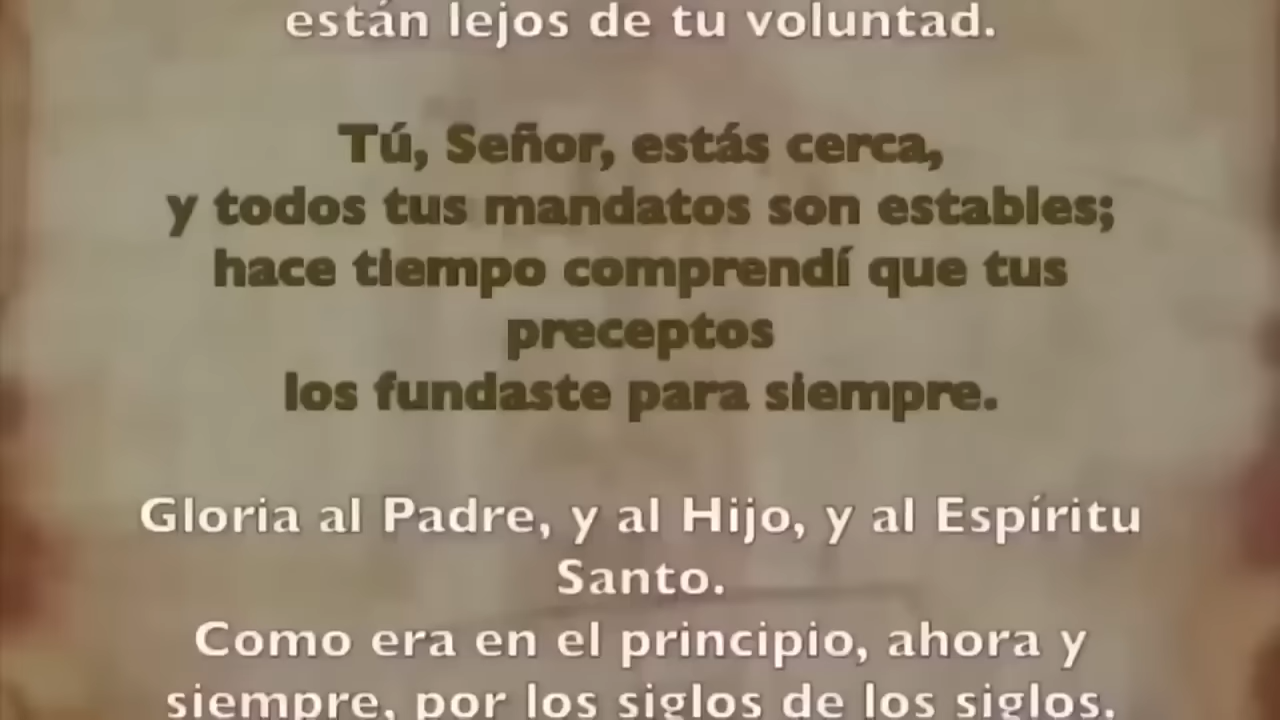 están lejos de tu voluntad.
Tú, Señor, estás cerca,
y todos tus mandatos son estables;
hace tiempo comprendí que tus
preceptos
los fundaste para siempre.
Gloria al Padre, y al Hijo, y al Espíritu
Santo.
Como era en el principio, ahora y
siempre, por los siglos de los siglos.